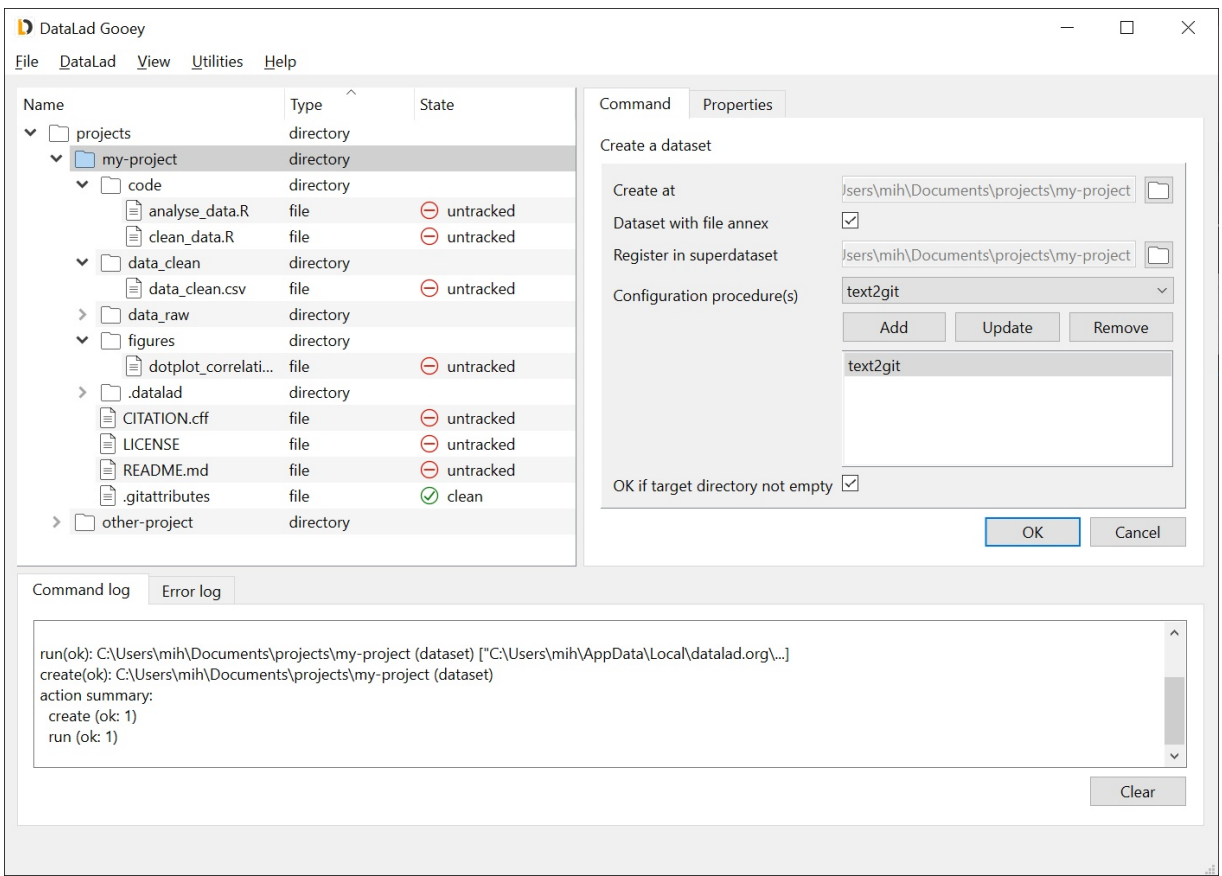 DataLad Gooey
File DataLad View Utilities Help
Name Type State
projects directory
my-project directory
code directory
analyse_data.R file untracked
clean_data.R file untracked
data_clean directory
data_clean.csv file untracked
data_raw directory
figures directory
dotplot_correlati... file untracked
.datalad directory
CITATION.cff file untracked
LICENSE file untracked
README.md file untracked
.gitattributes file clean
other-project directory
Command Properties
Create a dataset
Create at Jsers\mih\Documents\projects\my-project
Dataset with file annex
Register in superdataset Jsers\mih\Documents\projects\my-project
Configuration procedure(s) text2git
Add Update Remove
text2git
OK if target directory not empty
OK Cancel
Command log Error log
run(ok): C:\Users\mih\Documents\projects\my-project (dataset) ["C:\Users\mih\AppData\Local\datalad.org\...]
create(ok): C:\Users\mih\Documents\projects\my-project (dataset)
action summary:
create (ok: 1)
run (ok: 1)
Clear